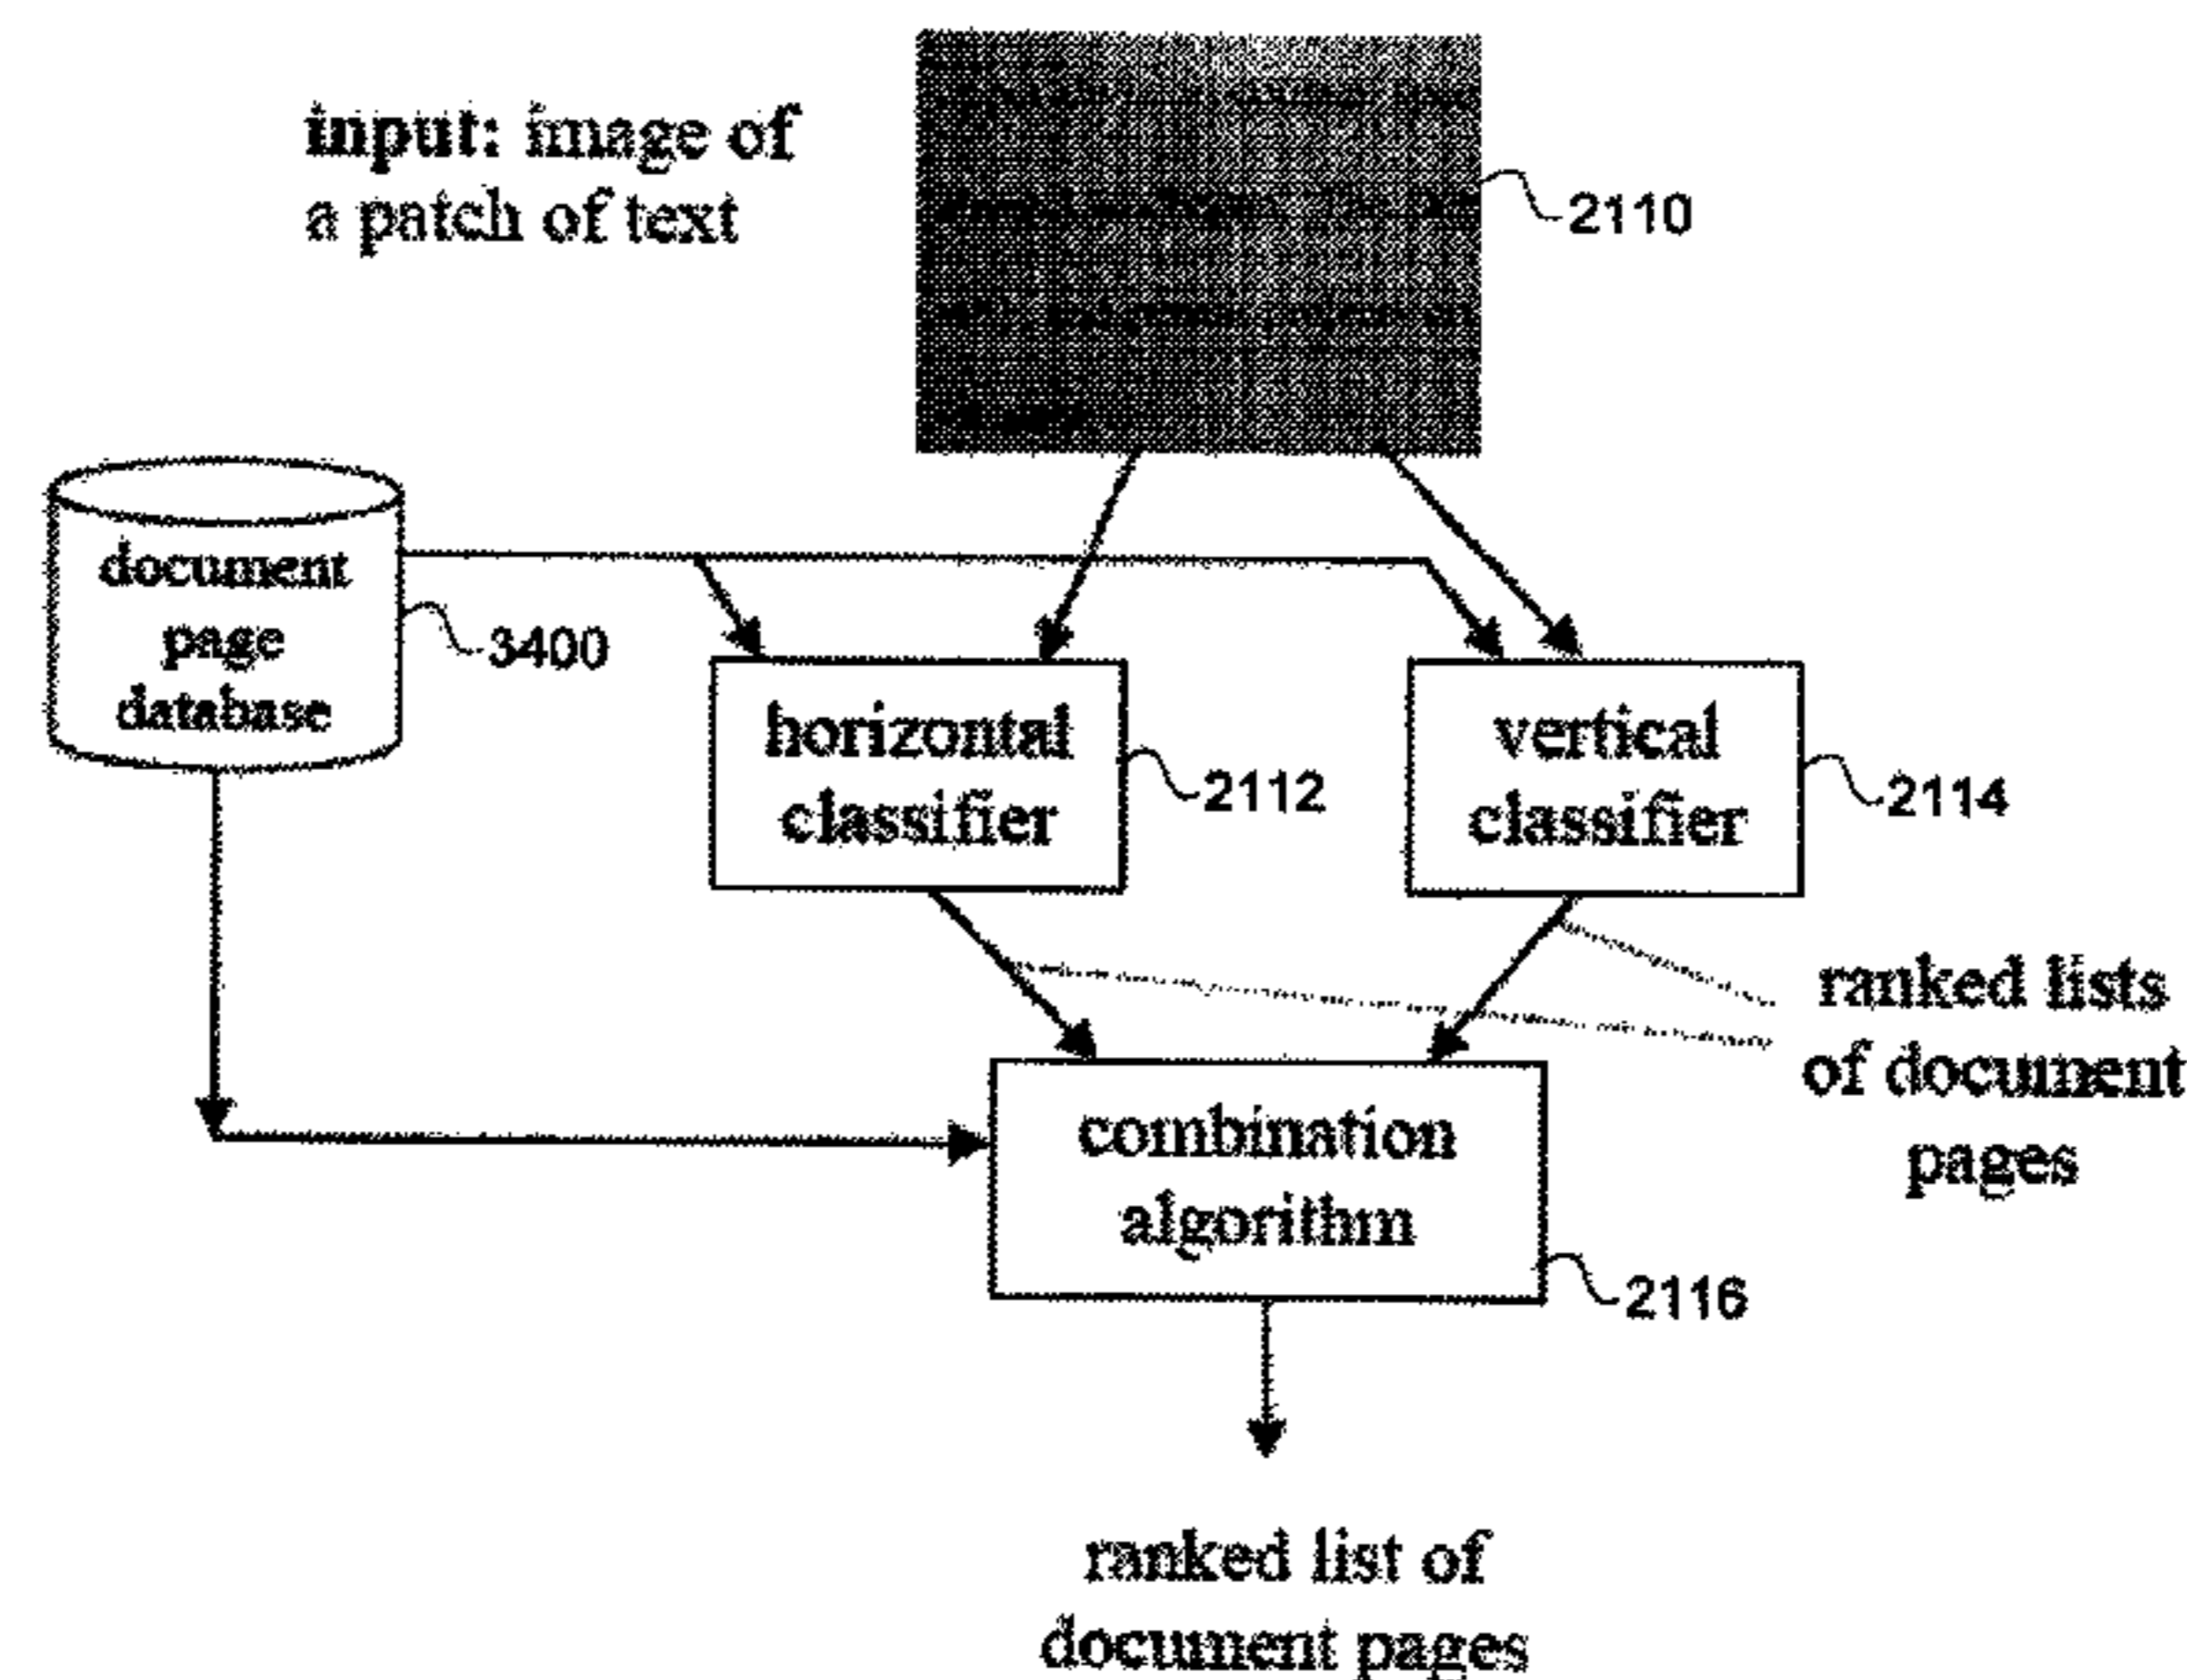 input: image of
a patch of text
2110
document
page
database
3400
horizontal
classifier
2112
vertical
classifier
2114
ranked lists
of document
pages
combination
algorithm
2116
ranked list of
document pages